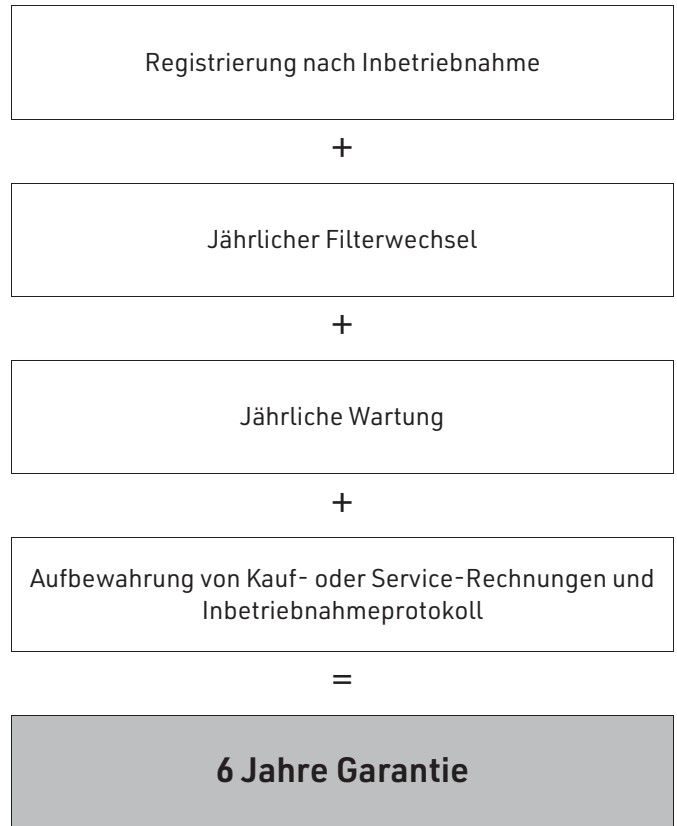 Registrierung nach Inbetriebnahme
+
Jährlicher Filterwechsel
+
Jährliche Wartung
+
Aufbewahrung von Kauf- oder Service-Rechnungen und
Inbetriebnahmeprotokoll
=
6 Jahre Garantie